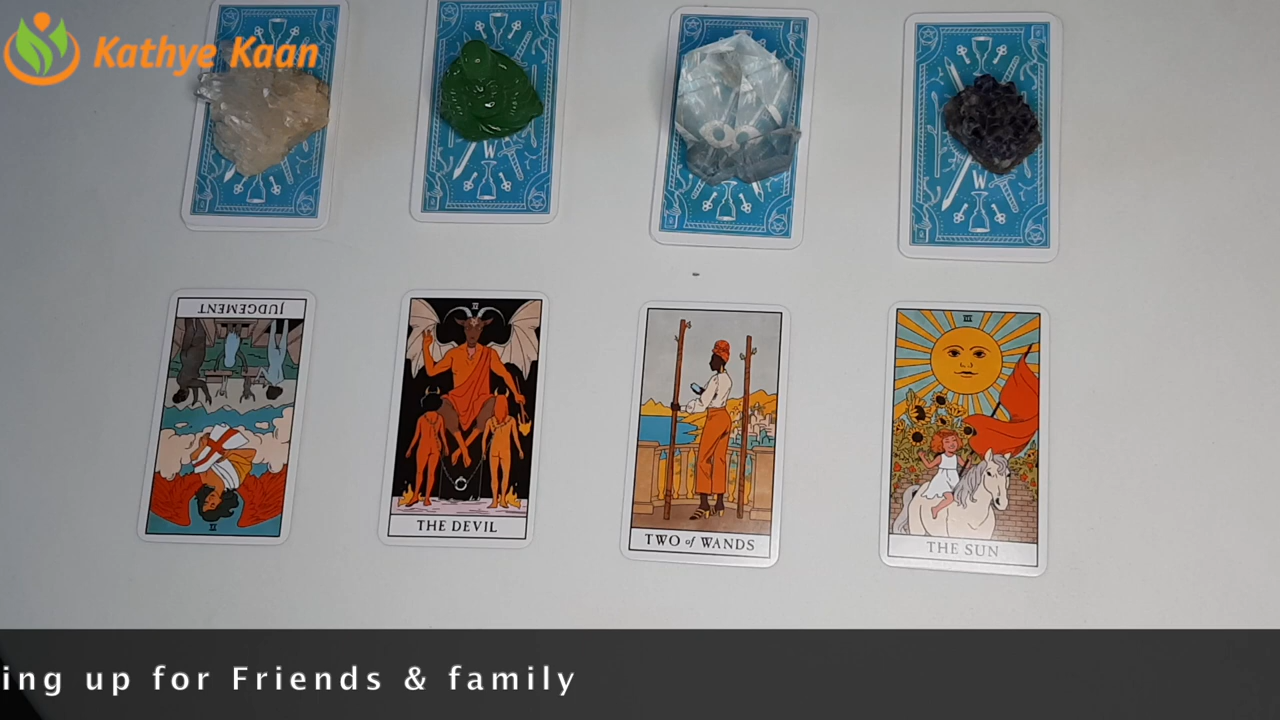 Kathye Kaan
W
W
W
JUDGEMENT
THE DEVIL
TWO of WANDS
THE SUN
ing up for Friends & family